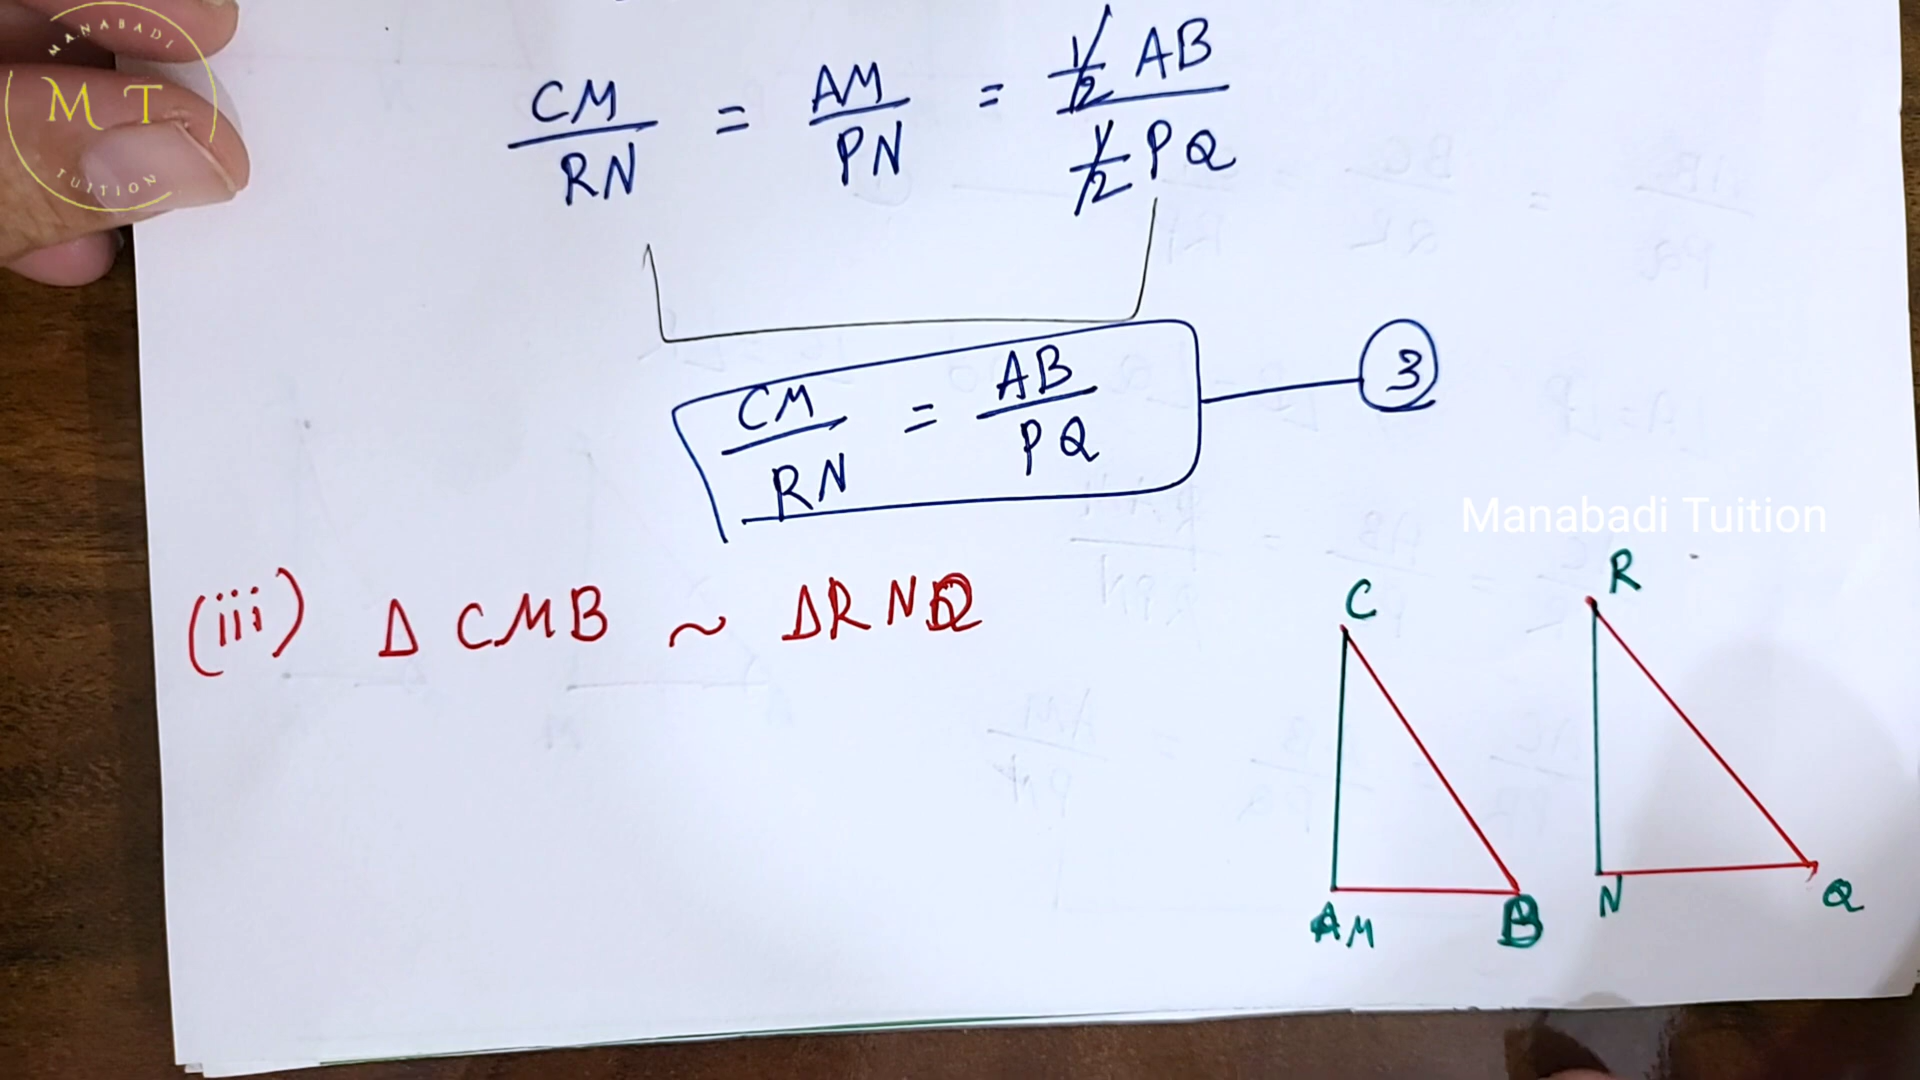 MANABADI
M T
TUITION
CM/RN = AM/PN = 1/2 AB / 1/2 PQ
CM/RN = AB/PQ — 3
Manabadi Tuition
(iii) Δ CMB ~ ΔRNQ
C R
M B N Q